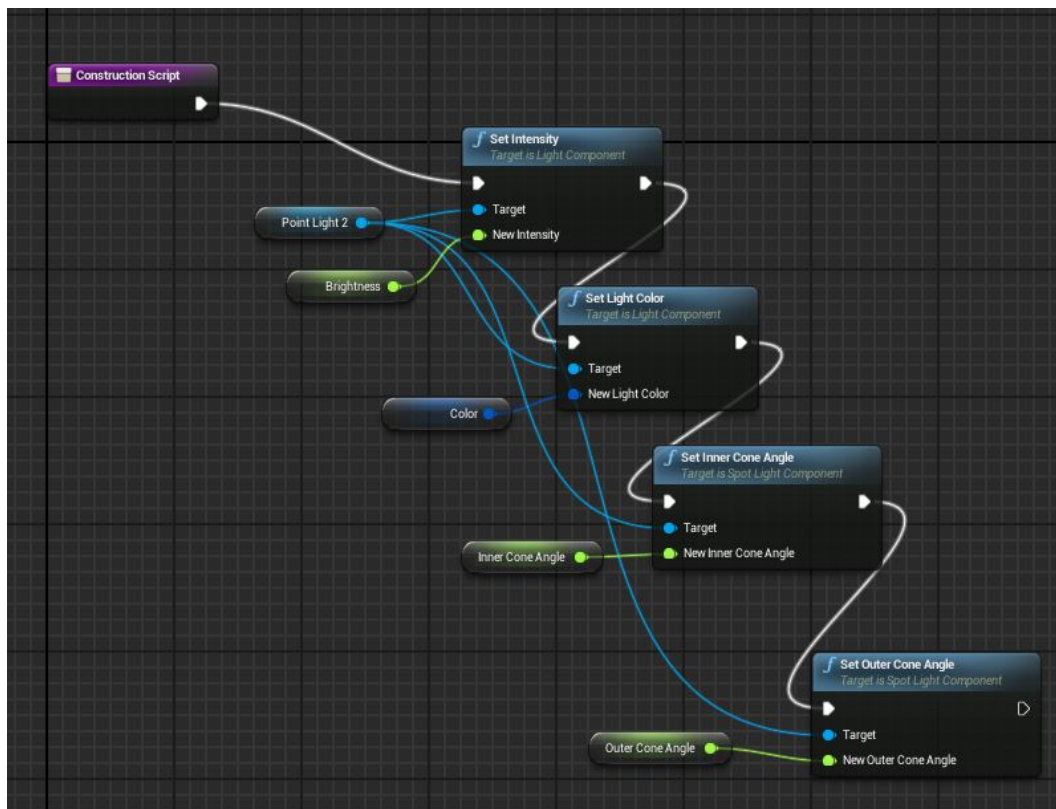 Construction Script
Set Intensity
Target is Light Component
Target
New Intensity
Point Light 2
Brightness
Set Light Color
Target is Light Component
Target
New Light Color
Color
Set Inner Cone Angle
Target is Spot Light Component
Target
New Inner Cone Angle
Inner Cone Angle
Set Outer Cone Angle
Target is Spot Light Component
Target
New Outer Cone Angle
Outer Cone Angle